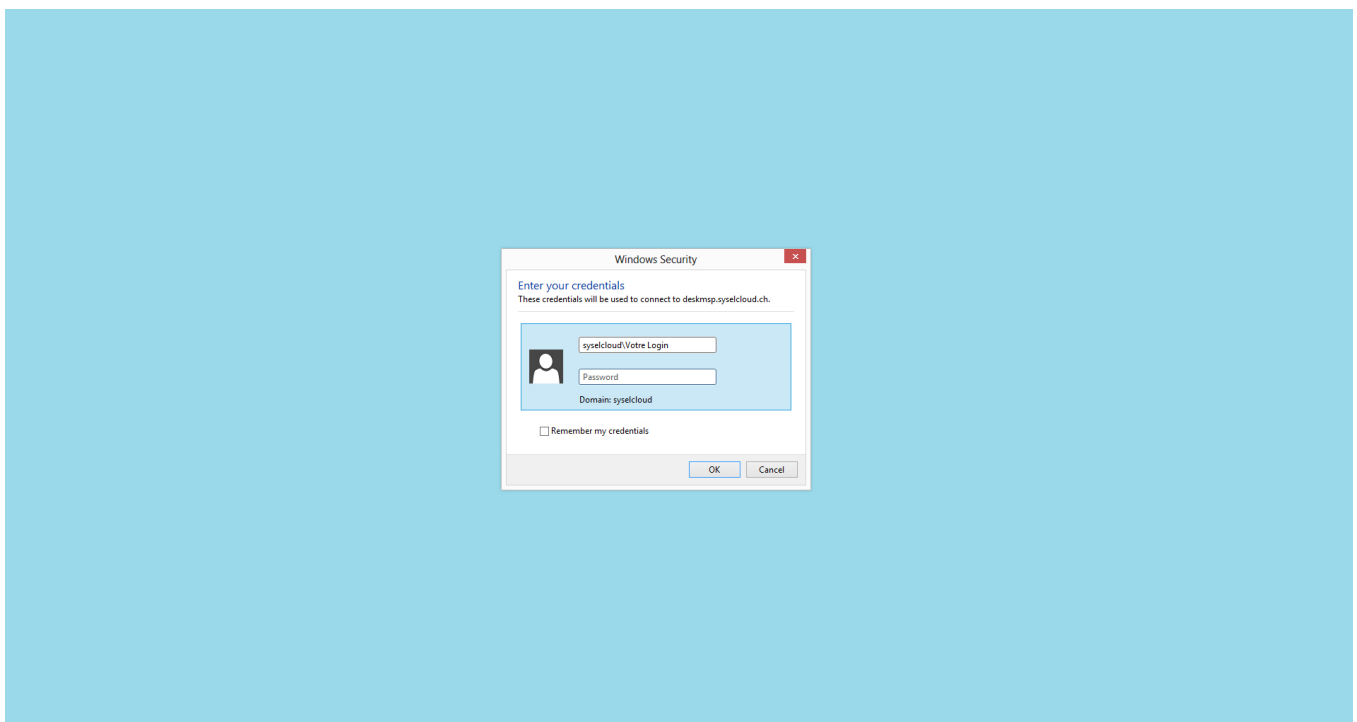 Windows Security
Enter your credentials
These credentials will be used to connect to deskmsp.syselcloud.ch.
syselcloud\Votre Login
Password
Domain: syselcloud
Remember my credentials
OK
Cancel